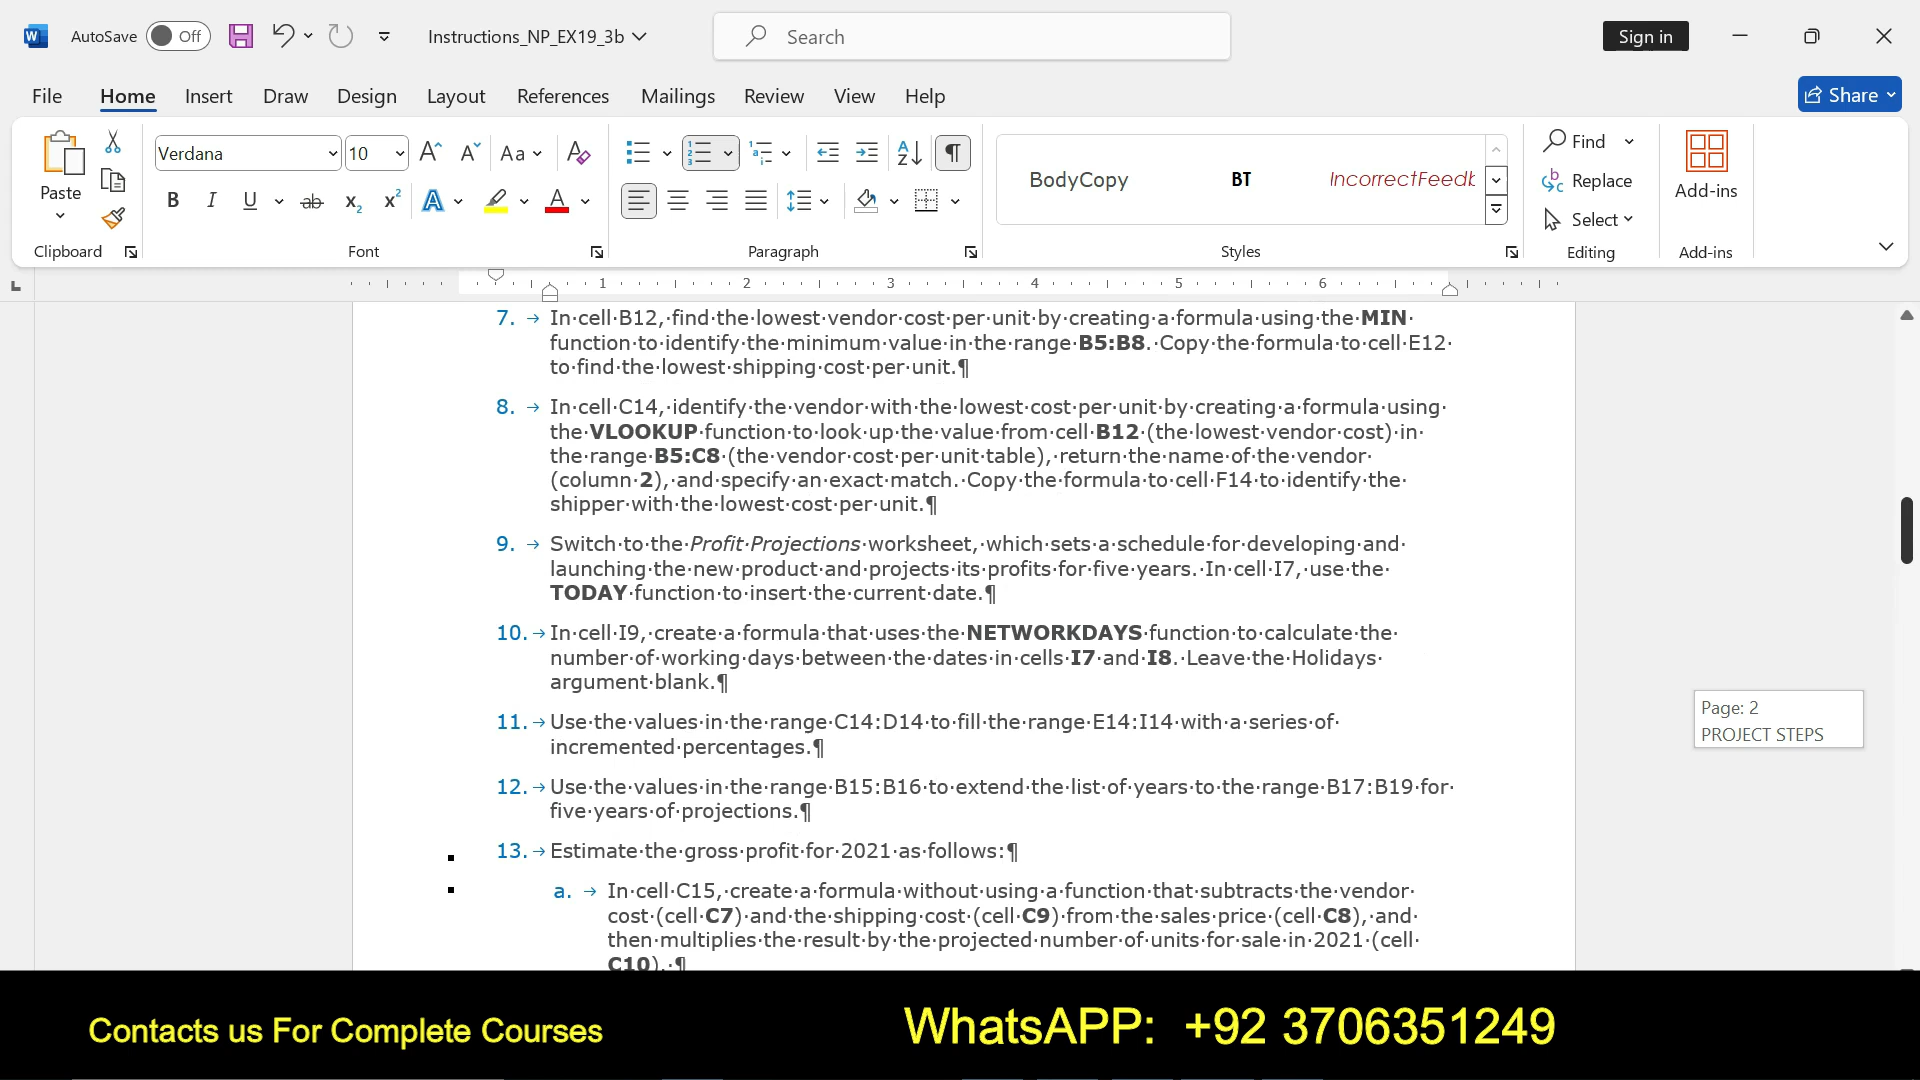 AutoSave Off Instructions_NP_EX19_3b Search Sign in
File Home Insert Draw Design Layout References Mailings Review View Help Share
Paste Verdana 10 Aa BodyCopy BT IncorrectFeedb Find Replace Select Add-ins
Clipboard Font Paragraph Styles Editing Add-ins
1 2 3 4 5 6
7. → In·cell·B12,·find·the·lowest·vendor·cost·per·unit·by·creating·a·formula·using·the·MIN·
function·to·identify·the·minimum·value·in·the·range·B5:B8.·Copy·the·formula·to·cell·E12·
to·find·the·lowest·shipping·cost·per·unit.¶
8. → In·cell·C14,·identify·the·vendor·with·the·lowest·cost·per·unit·by·creating·a·formula·using·
the·VLOOKUP·function·to·look·up·the·value·from·cell·B12·(the·lowest·vendor·cost)·in·
the·range·B5:C8·(the·vendor·cost·per·unit·table),·return·the·name·of·the·vendor·
(column·2),·and·specify·an·exact·match.·Copy·the·formula·to·cell·F14·to·identify·the·
shipper·with·the·lowest·cost·per·unit.¶
9. → Switch·to·the·Profit·Projections·worksheet,·which·sets·a·schedule·for·developing·and·
launching·the·new·product·and·projects·its·profits·for·five·years.·In·cell·I7,·use·the·
TODAY·function·to·insert·the·current·date.¶
10. → In·cell·I9,·create·a·formula·that·uses·the·NETWORKDAYS·function·to·calculate·the·
number·of·working·days·between·the·dates·in·cells·I7·and·I8.·Leave·the·Holidays·
argument·blank.¶
11. → Use·the·values·in·the·range·C14:D14·to·fill·the·range·E14:I14·with·a·series·of·
incremented·percentages.¶
Page: 2
PROJECT STEPS
12. → Use·the·values·in·the·range·B15:B16·to·extend·the·list·of·years·to·the·range·B17:B19·for·
five·years·of·projections.¶
13. → Estimate·the·gross·profit·for·2021·as·follows:¶
a. → In·cell·C15,·create·a·formula·without·using·a·function·that·subtracts·the·vendor·
cost·(cell·C7)·and·the·shipping·cost·(cell·C9)·from·the·sales·price·(cell·C8),·and·
then·multiplies·the·result·by·the·projected·number·of·units·for·sale·in·2021·(cell·
C10).·¶
Contacts us For Complete Courses WhatsAPP: +92 3706351249